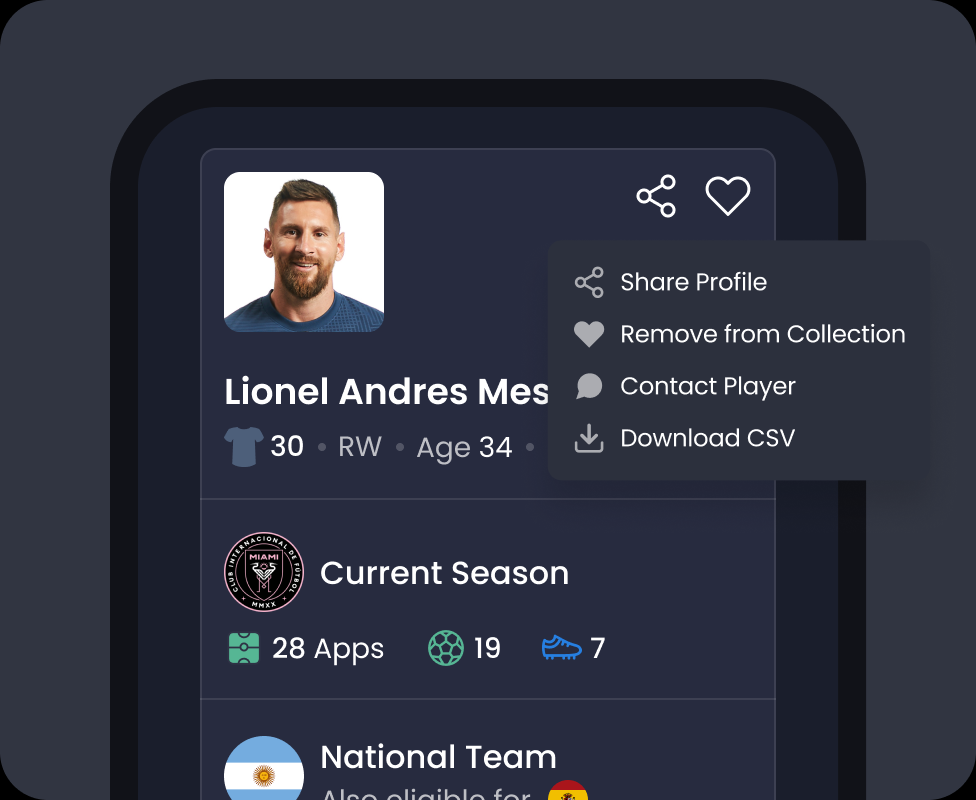 Share Profile
Remove from Collection
Contact Player
Download CSV
Lionel Andres Mes
30 • RW • Age 34 •
CLUB INTERNACIONAL DE FÚTBOL
MIAMI
MMXX
Current Season
28 Apps 19 7
National Team
Also eligible for